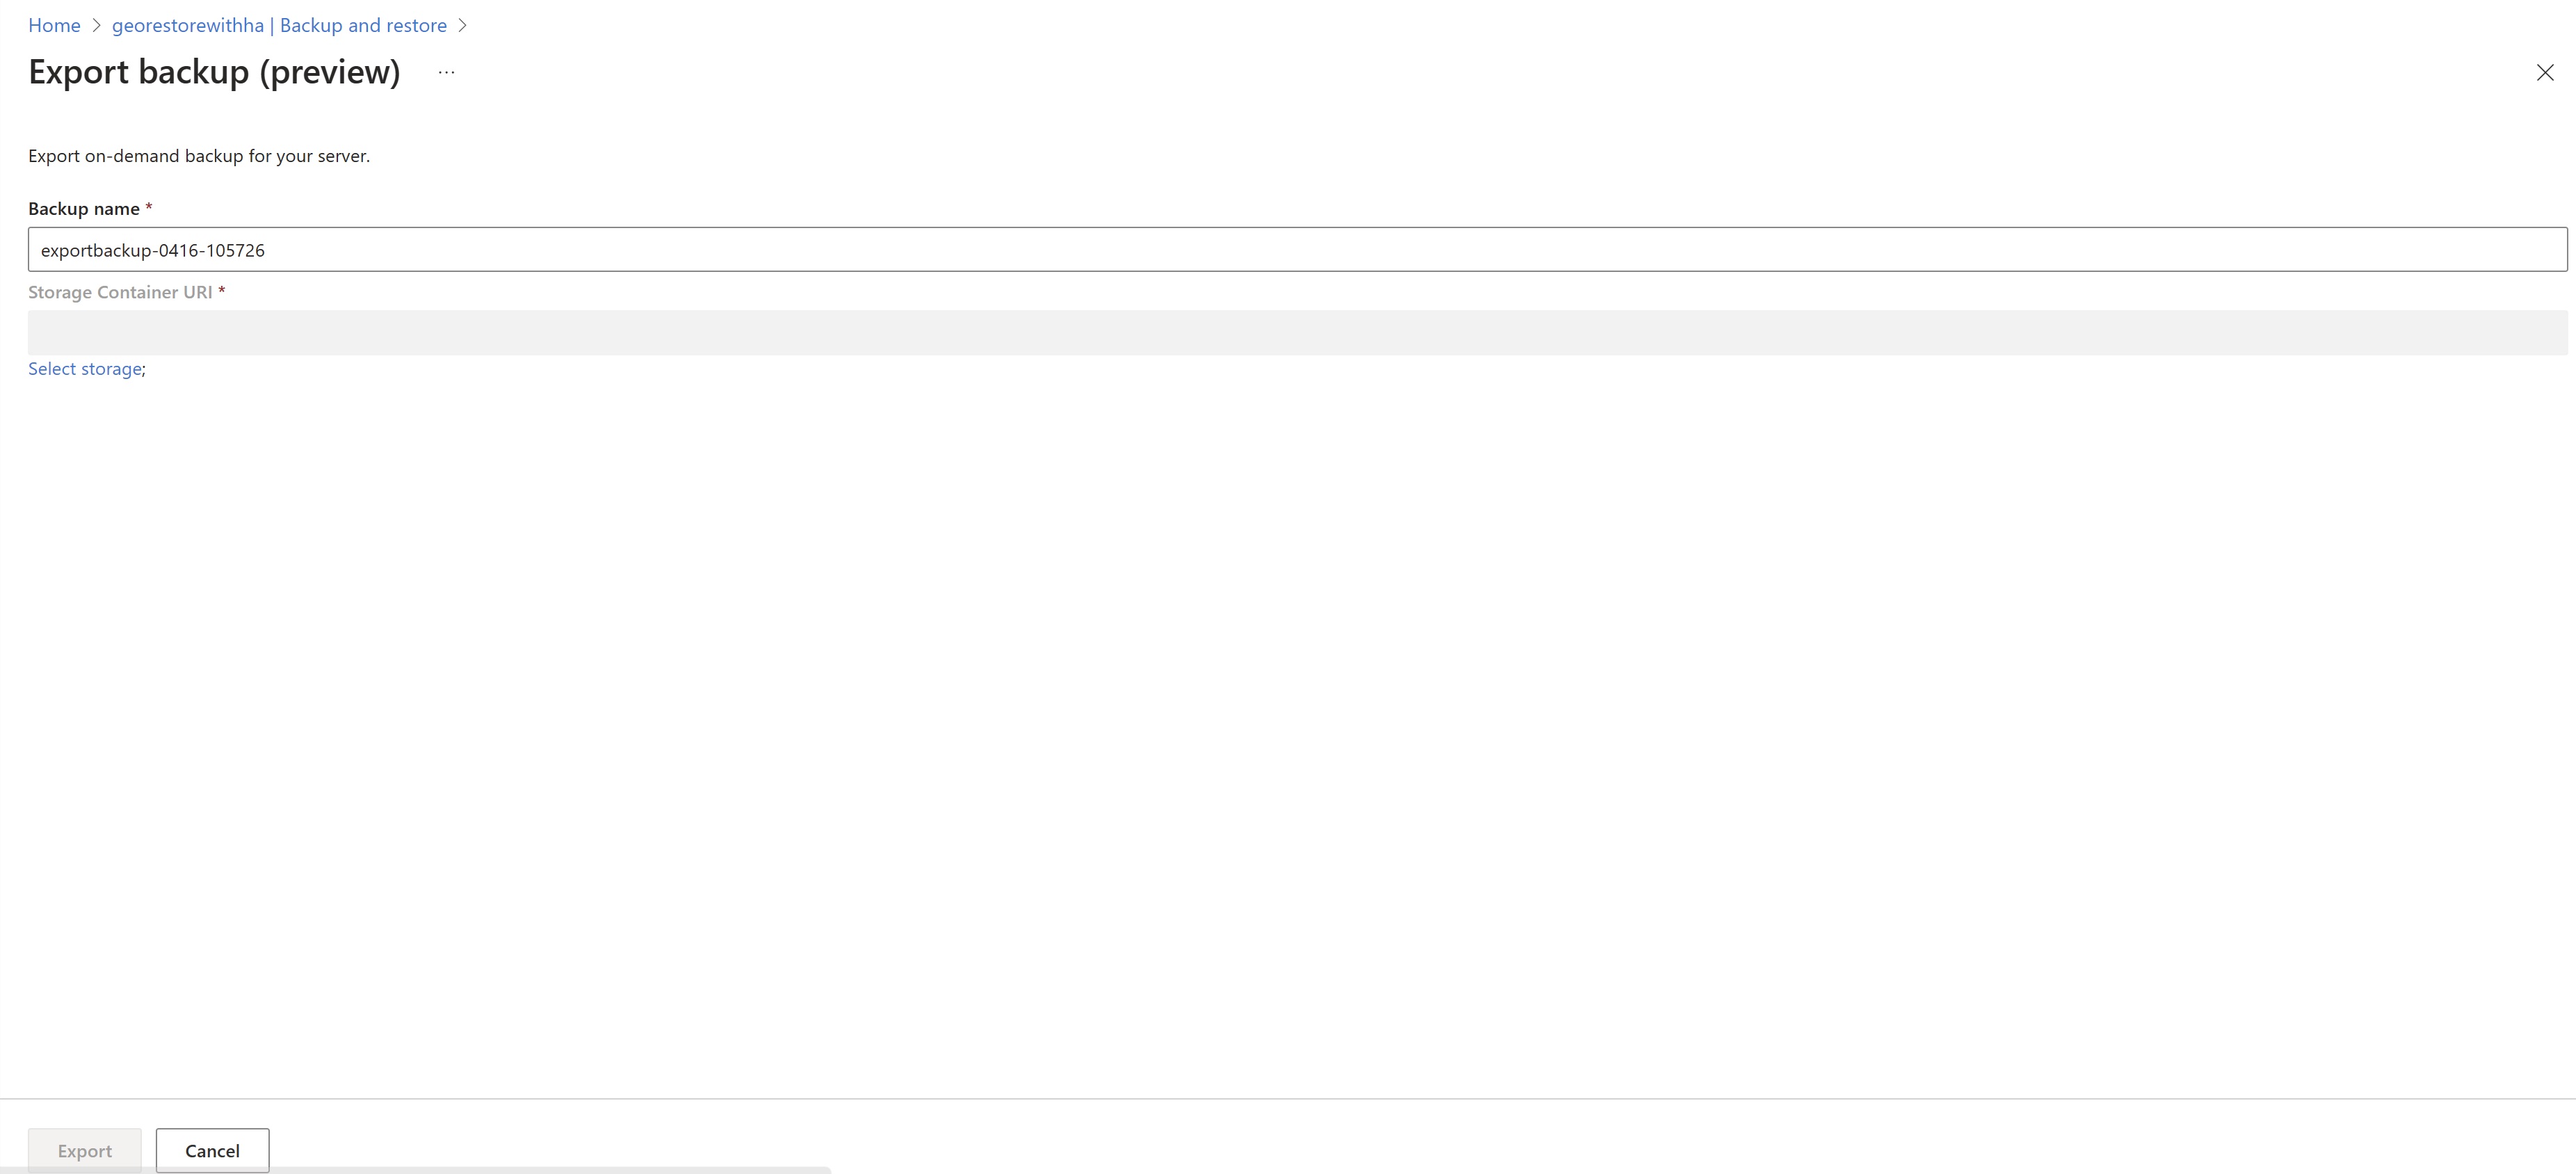 Home > georestorewithha | Backup and restore >
Export backup (preview) ...
Export on-demand backup for your server.
Backup name *
exportbackup-0416-105726
Storage Container URI *
Select storage;
Export Cancel